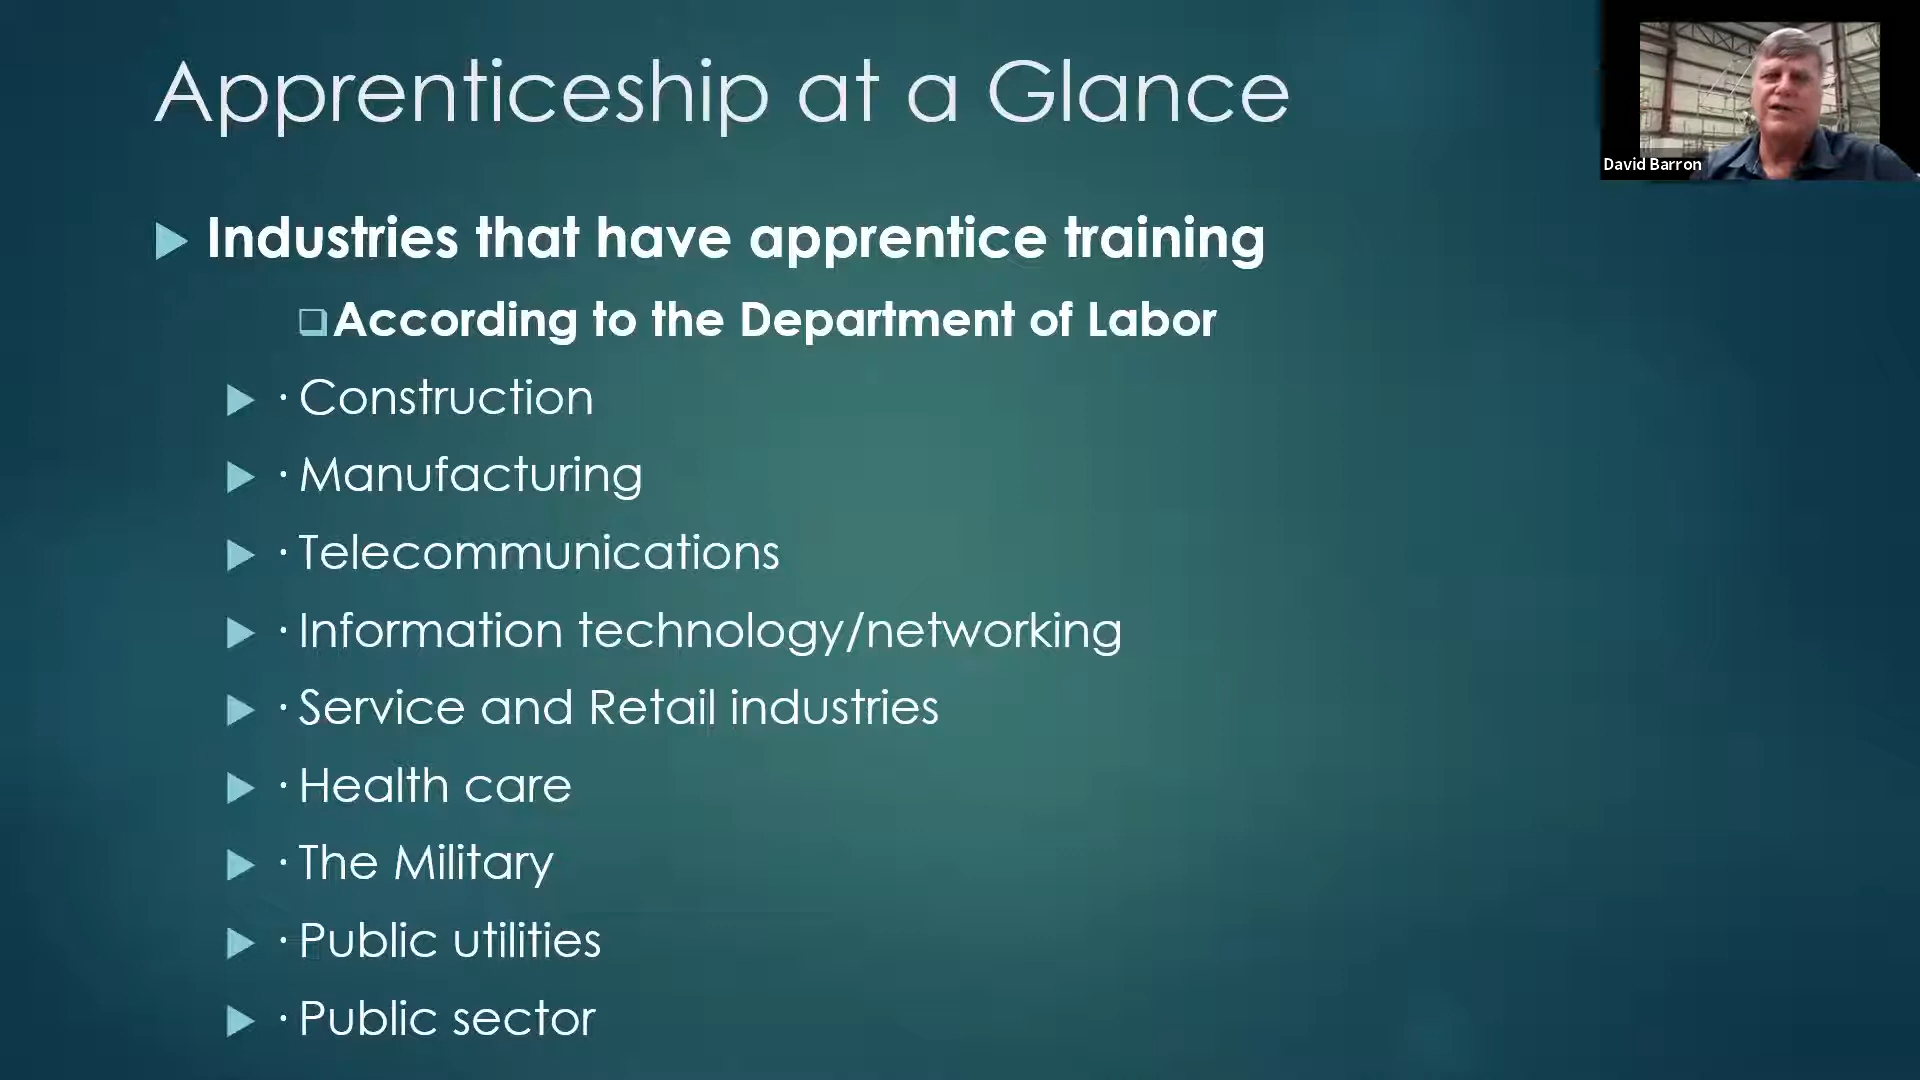 Apprenticeship at a Glance
David Barron
Industries that have apprentice training
According to the Department of Labor
· Construction
· Manufacturing
· Telecommunications
· Information technology/networking
· Service and Retail industries
· Health care
· The Military
· Public utilities
· Public sector